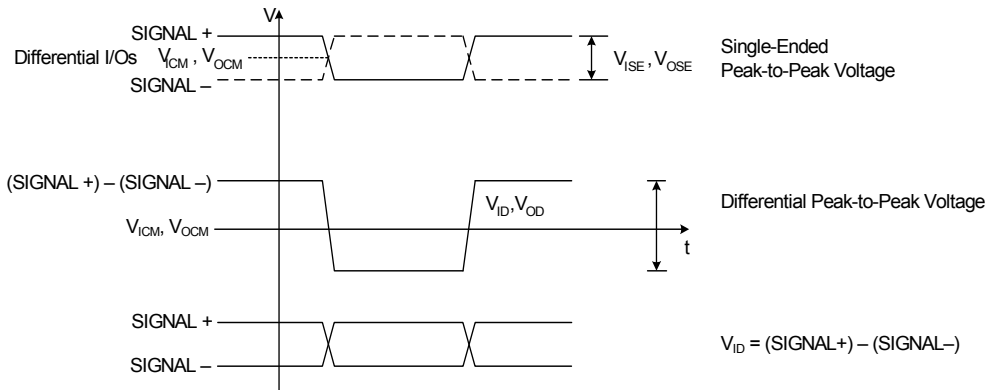 V
SIGNAL +
Differential I/Os V_ICM , V_OCM
SIGNAL –
V_ISE , V_OSE
Single-Ended
Peak-to-Peak Voltage
(SIGNAL +) – (SIGNAL –)
V_ID, V_OD
Differential Peak-to-Peak Voltage
V_ICM, V_OCM
t
SIGNAL +
V_ID = (SIGNAL+) – (SIGNAL–)
SIGNAL –